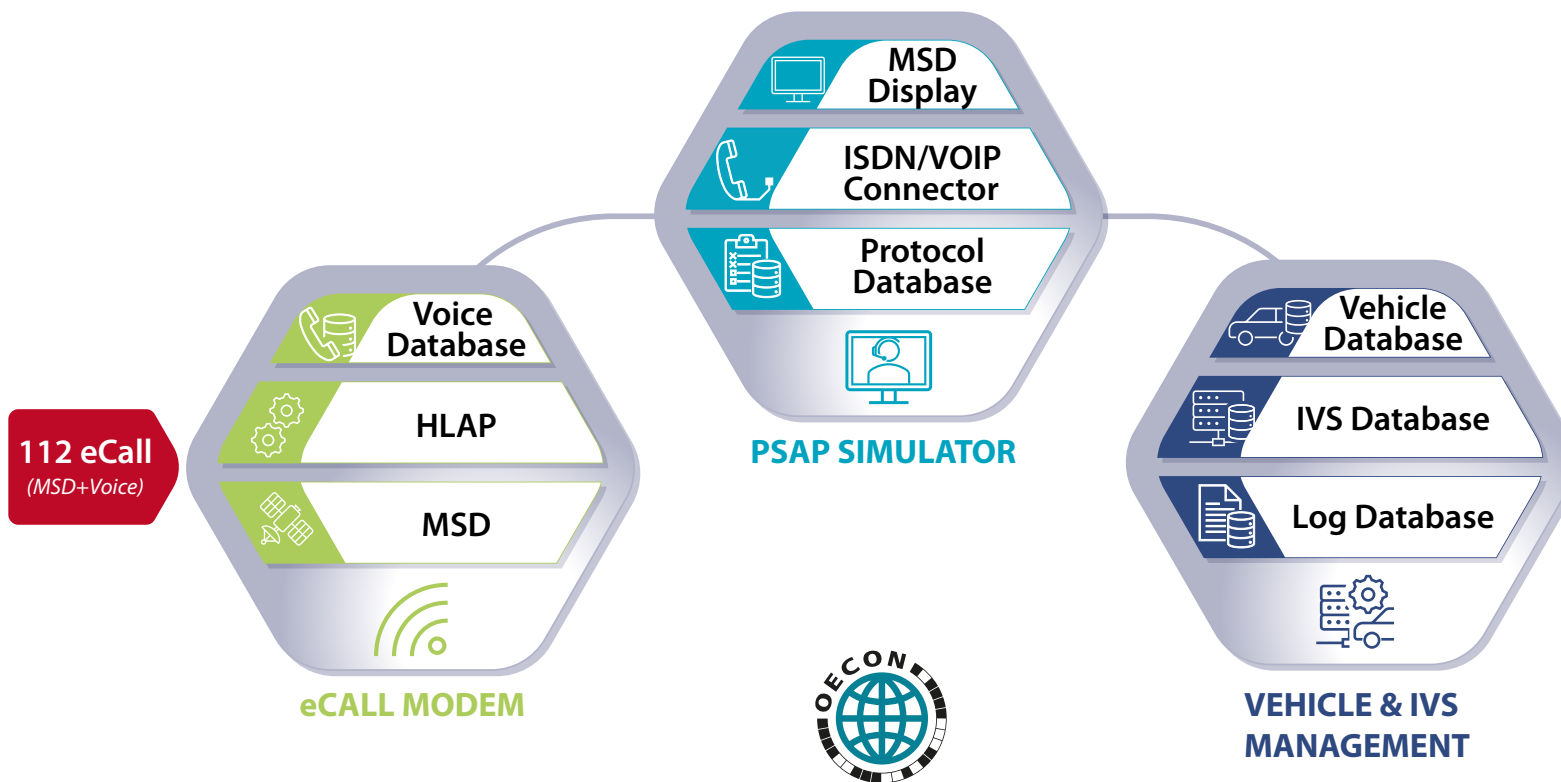 112 eCall
(MSD+Voice)
Voice
Database
HLAP
MSD
eCALL MODEM
MSD
Display
ISDN/VOIP
Connector
Protocol
Database
PSAP SIMULATOR
Vehicle
Database
IVS Database
Log Database
VEHICLE & IVS
MANAGEMENT
OECON